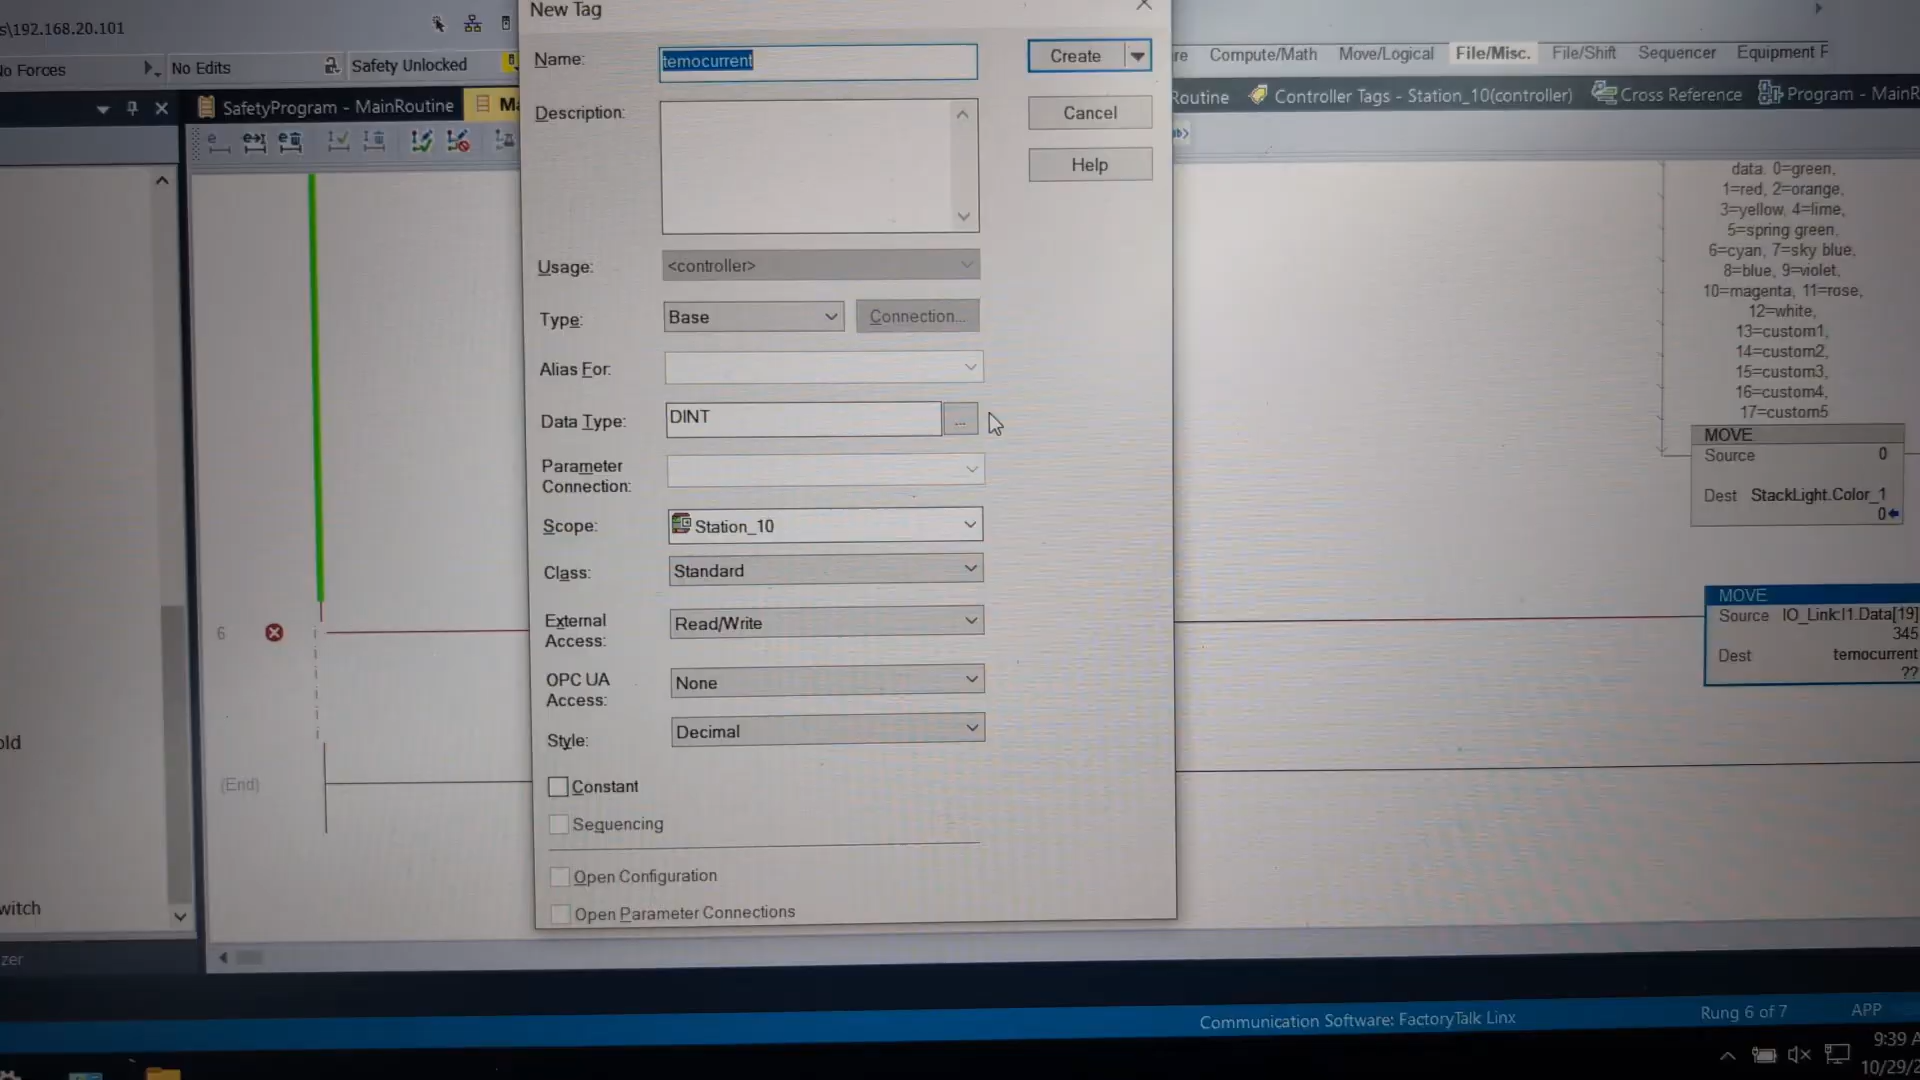 s\192.168.20.101
No Forces
No Edits
Safety Unlocked
New Tag
Name:
temocurrent
Description:
Usage:
<controller>
Type:
Base
Connection...
Alias For:
Data Type:
DINT
...
Parameter
Connection:
Scope:
Station_10
Class:
Standard
External
Access:
Read/Write
OPC UA
Access:
None
Style:
Decimal
Constant
Sequencing
Open Configuration
Open Parameter Connections
Create
Cancel
Help
Compute/Math
Move/Logical
File/Misc.
File/Shift
Sequencer
Equipment P
SafetyProgram - MainRoutine
Ma
Routine
Controller Tags - Station_10(controller)
Cross Reference
Program - MainR
data. 0=green,
1=red, 2=orange,
3=yellow, 4=lime,
5=spring green,
6=cyan, 7=sky blue,
8=blue, 9=violet,
10=magenta, 11=rose,
12=white,
13=custom1,
14=custom2,
15=custom3,
16=custom4,
17=custom5
MOVE
Source 0
Dest StackLight.Color_1
0
MOVE
Source IO_Link:I1.Data[19]
345
Dest temocurrent
??
6
(End)
old
witch
zer
Communication Software: FactoryTalk Linx
Rung 6 of 7
APP
9:39 A
10/29/2